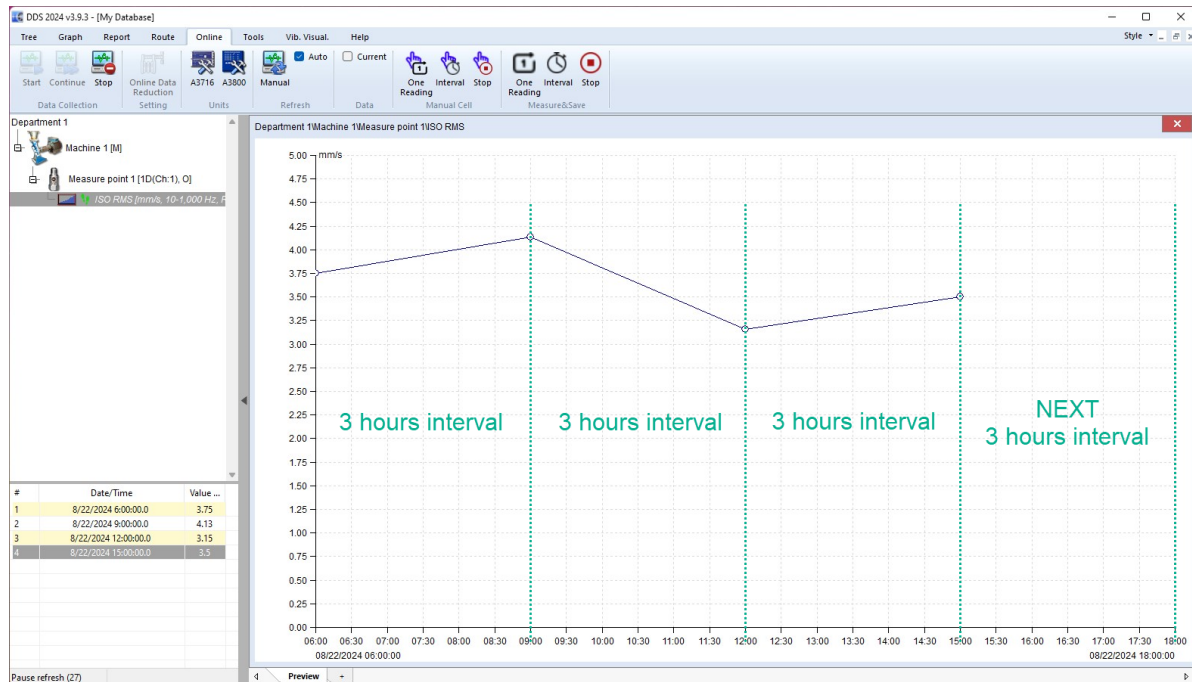 DDS 2024 v3.9.3 - [My Database]
Tree Graph Report Route Online Tools Vib. Visual. Help Style
Start Continue Stop Online Data Reduction A3716 A3800 Manual Auto Current One Reading Interval Stop One Reading Interval Stop
Data Collection Setting Units Refresh Data Manual Cell Measure&Save
Department 1
Machine 1 [M]
Measure point 1 [1D(Ch:1), O]
ISO RMS [mm/s, 10-1,000 Hz, F
Department 1\Machine 1\Measure point 1\ISO RMS
5.00 mm/s
4.75
4.50
4.25
4.00
3.75
3.50
3.25
3.00
2.75
2.50
2.25
2.00
1.75
1.50
1.25
1.00
0.75
0.50
0.25
0.00
3 hours interval
3 hours interval
3 hours interval
NEXT
3 hours interval
06:00 06:30 07:00 07:30 08:00 08:30 09:00 09:30 10:00 10:30 11:00 11:30 12:00 12:30 13:00 13:30 14:00 14:30 15:00 15:30 16:00 16:30 17:00 17:30 18:00
08/22/2024 06:00:00 08/22/2024 18:00:00
# Date/Time Value ...
1 8/22/2024 6:00:00.0 3.75
2 8/22/2024 9:00:00.0 4.13
3 8/22/2024 12:00:00.0 3.15
4 8/22/2024 15:00:00.0 3.5
Pause refresh (27)
Preview +